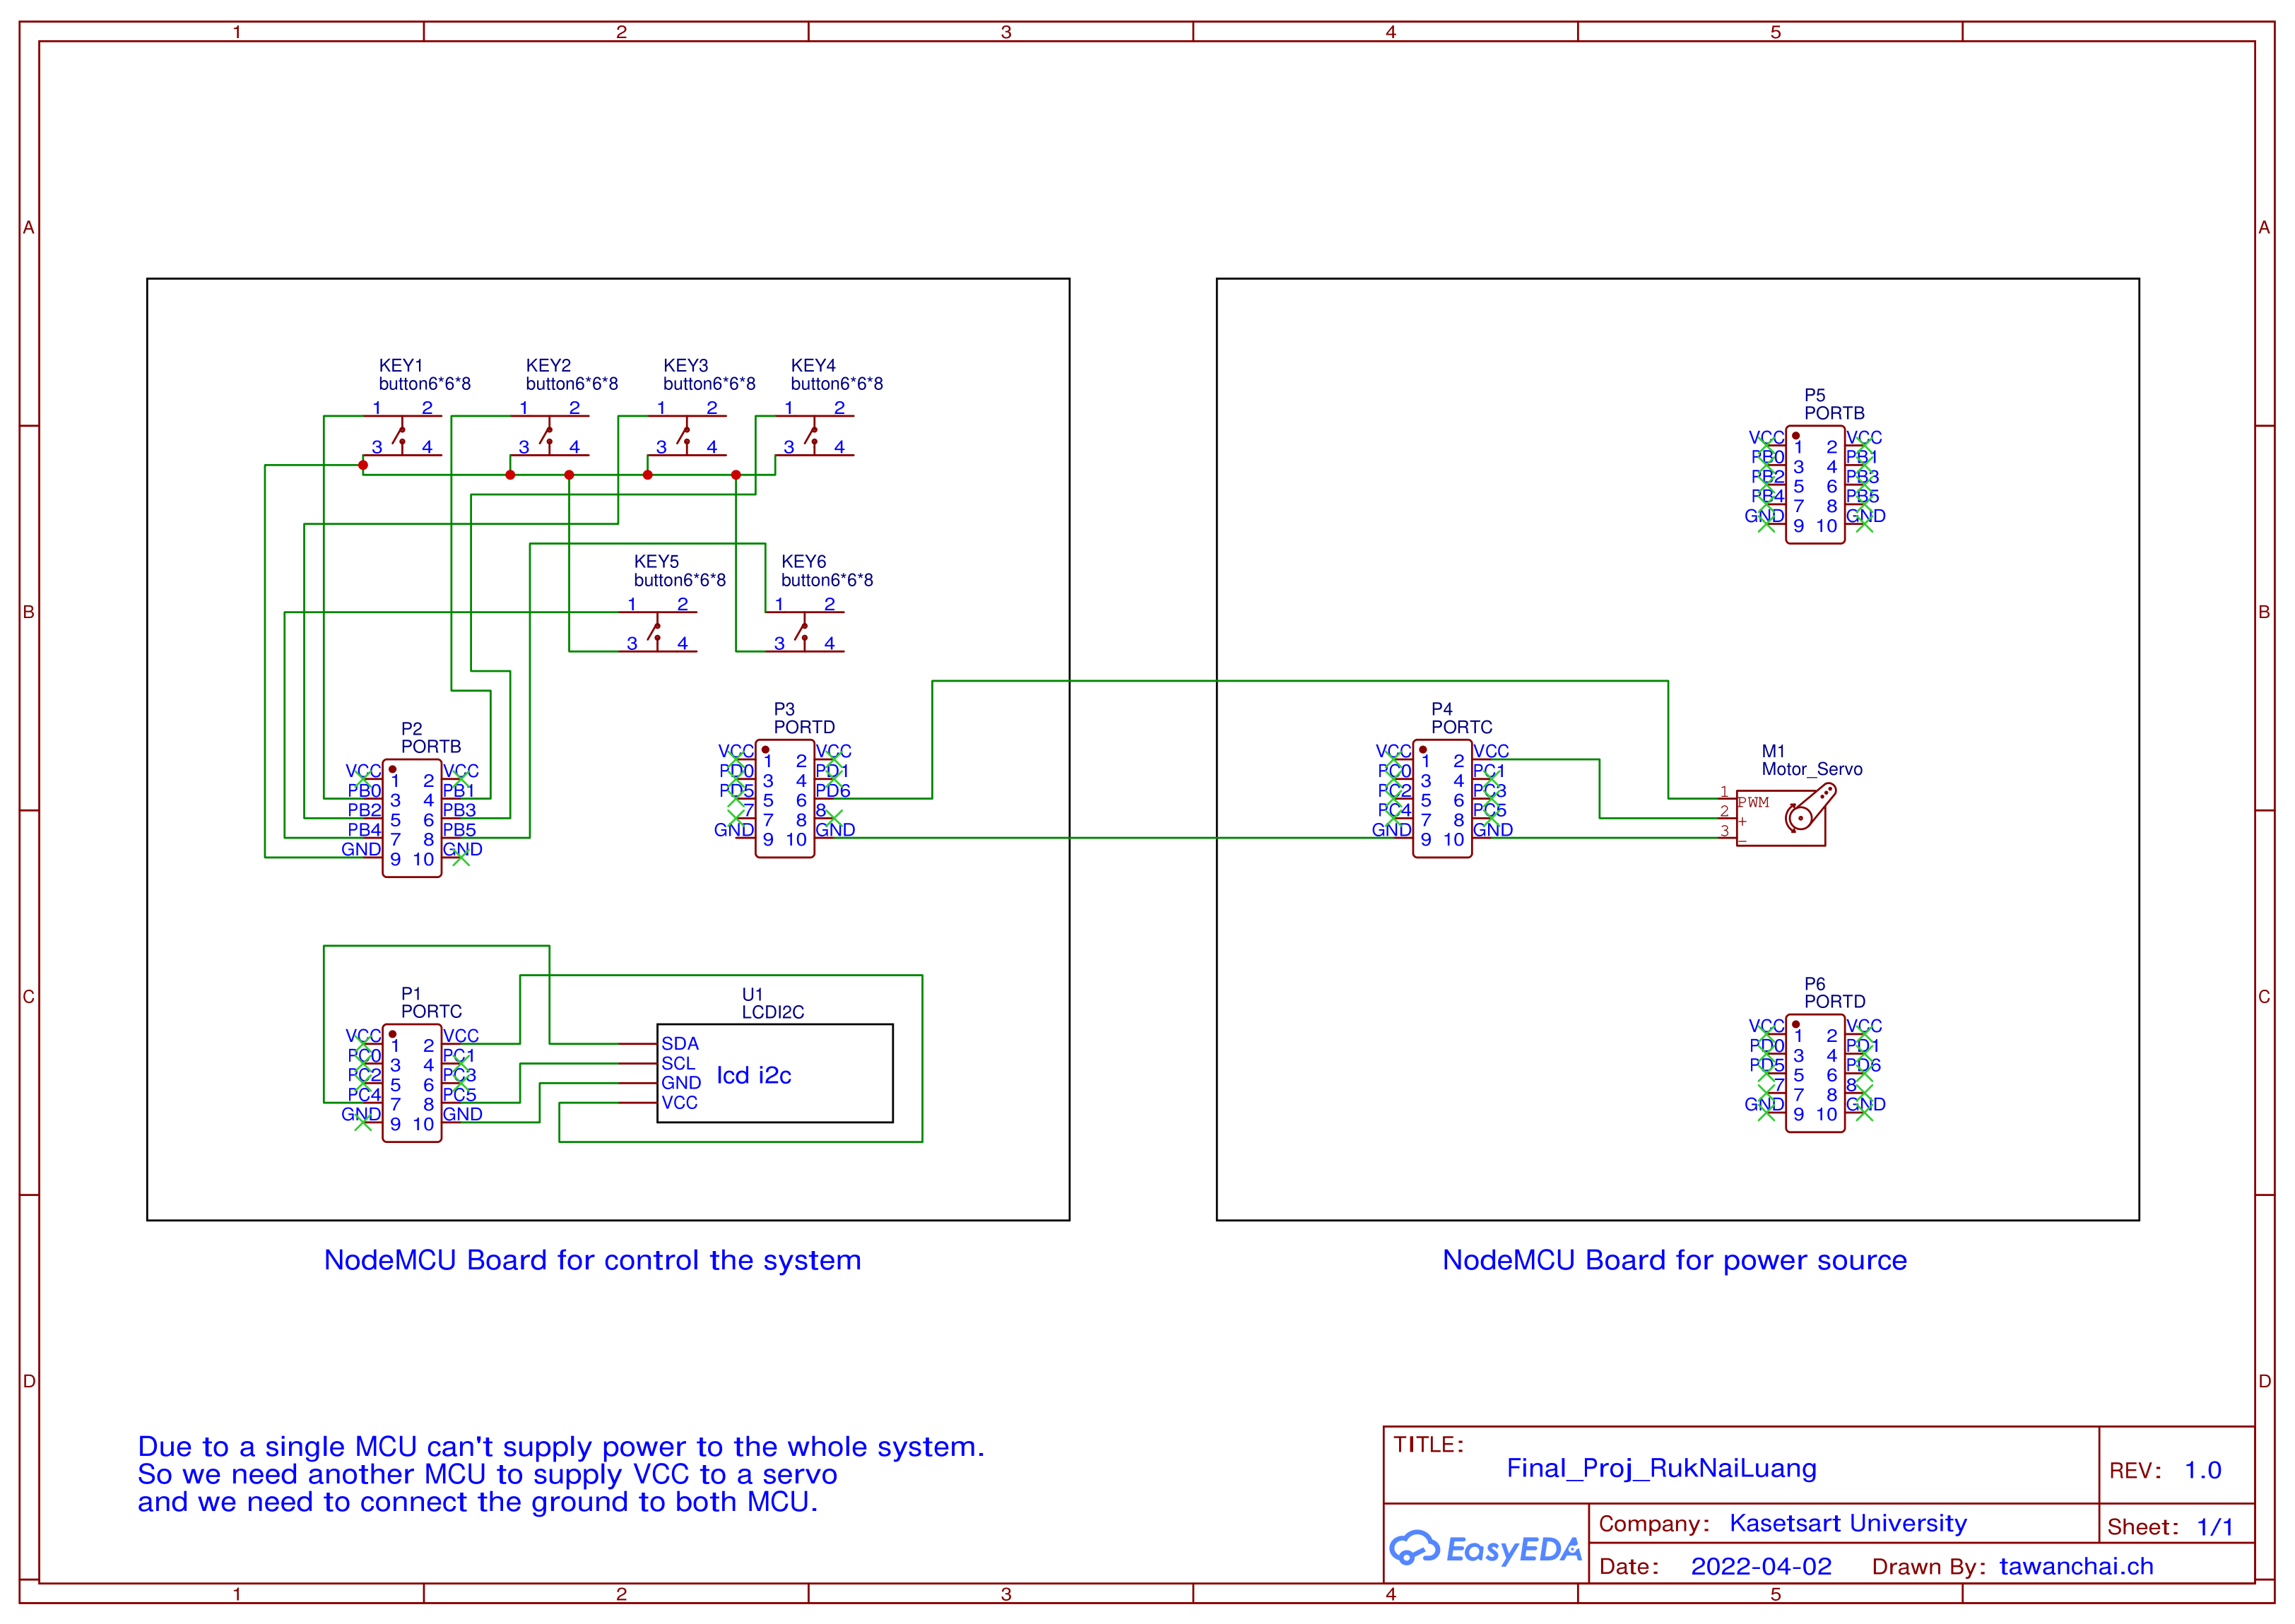 1 2 3 4 5
A A
B B
C C
D D
KEY1
button6*6*8
1 2
3 4
KEY2
button6*6*8
1 2
3 4
KEY3
button6*6*8
1 2
3 4
KEY4
button6*6*8
1 2
3 4
KEY5
button6*6*8
1 2
3 4
KEY6
button6*6*8
1 2
3 4
P2
PORTB
VCC 1 2 VCC
PB0 3 4 PB1
PB2 5 6 PB3
PB4 7 8 PB5
GND 9 10 GND
P3
PORTD
VCC 1 2 VCC
PD0 3 4 PD1
PD5 5 6 PD6
7 7 8 8
GND 9 10 GND
P1
PORTC
VCC 1 2 VCC
PC0 3 4 PC1
PC2 5 6 PC3
PC4 7 8 PC5
GND 9 10 GND
U1
LCDI2C
SDA
SCL
GND
VCC
lcd i2c
NodeMCU Board for control the system
P5
PORTB
VCC 1 2 VCC
PB0 3 4 PB1
PB2 5 6 PB3
PB4 7 8 PB5
GND 9 10 GND
P4
PORTC
VCC 1 2 VCC
PC0 3 4 PC1
PC2 5 6 PC3
PC4 7 8 PC5
GND 9 10 GND
M1
Motor_Servo
1 PWM
2 +
3 -
P6
PORTD
VCC 1 2 VCC
PD0 3 4 PD1
PD5 5 6 PD6
7 7 8 8
GND 9 10 GND
NodeMCU Board for power source
Due to a single MCU can't supply power to the whole system.
So we need another MCU to supply VCC to a servo
and we need to connect the ground to both MCU.
TITLE:
Final_Proj_RukNaiLuang
REV: 1.0
EasyEDA
Company: Kasetsart University
Sheet: 1/1
Date: 2022-04-02 Drawn By: tawanchai.ch
1 2 3 4 5